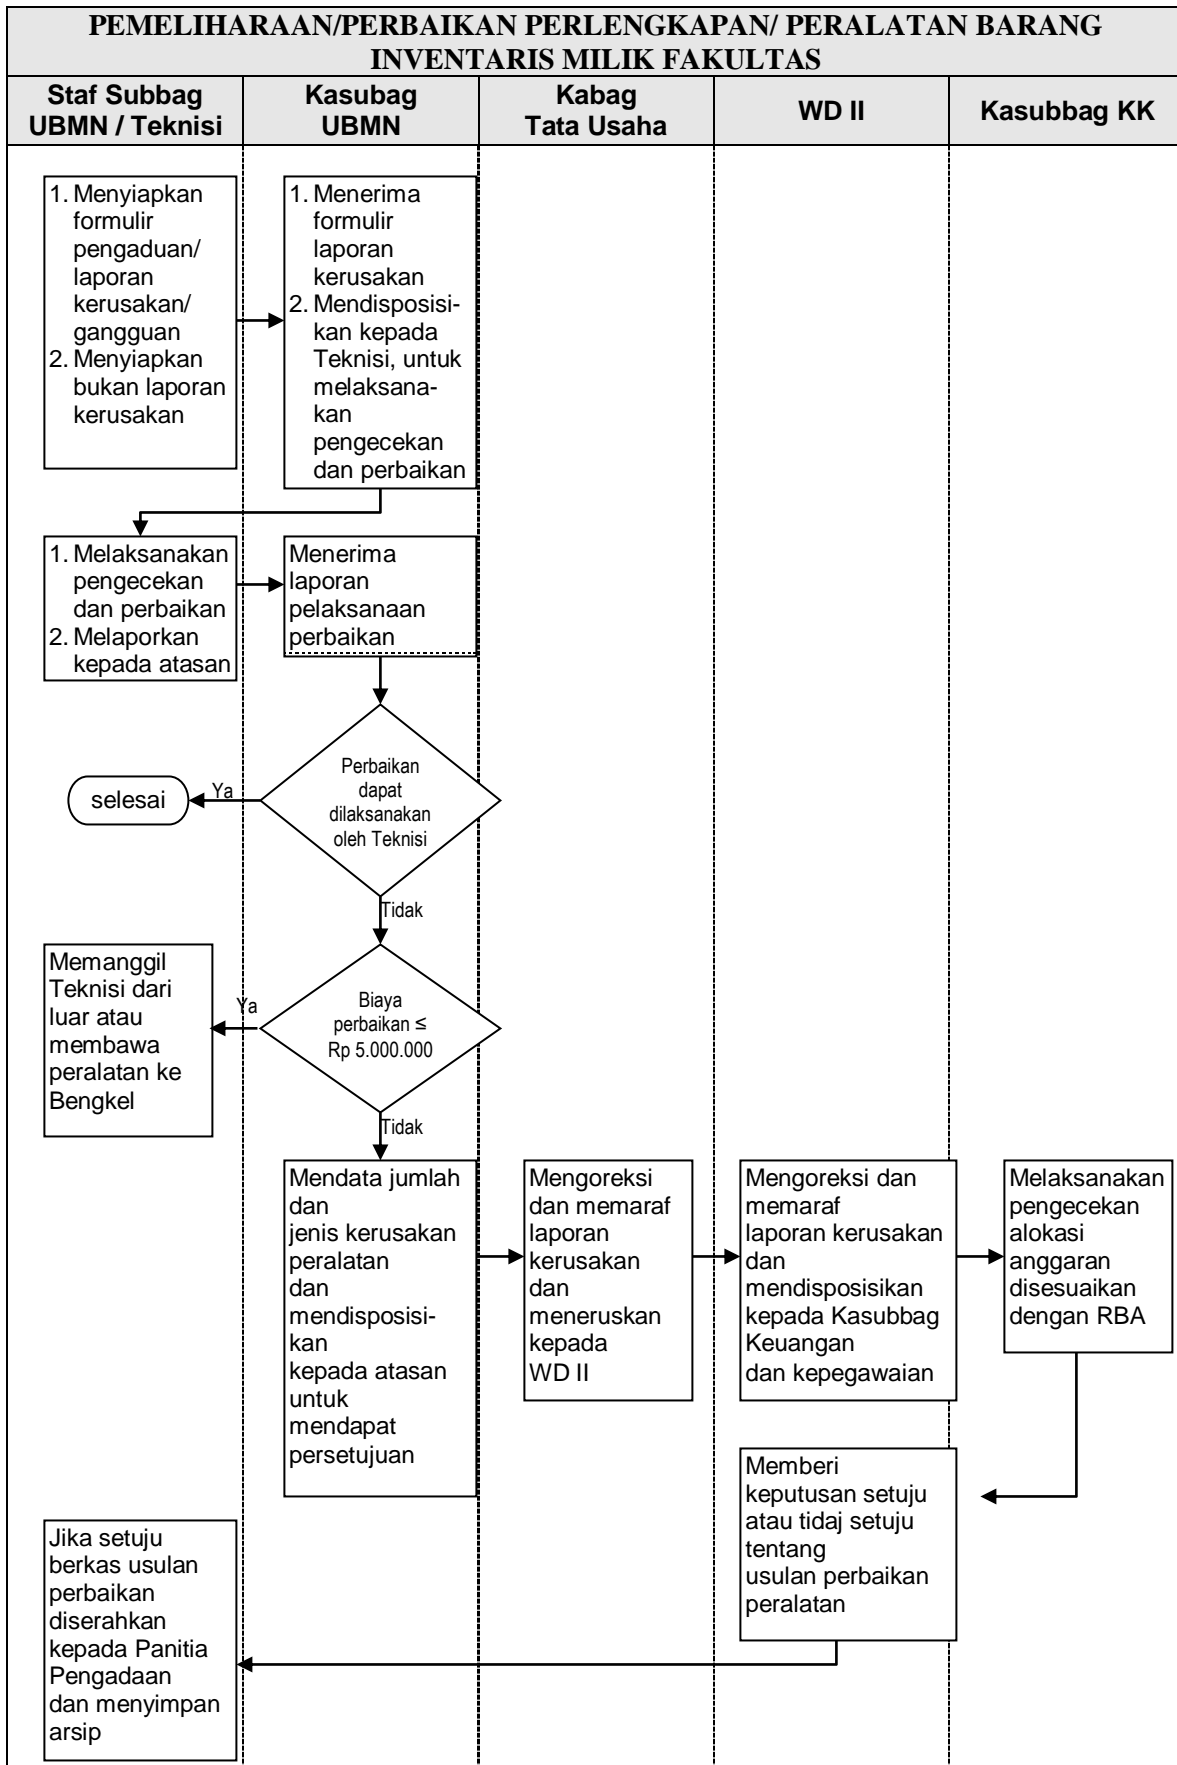 PEMELIHARAAN/PERBAIKAN PERLENGKAPAN/ PERALATAN BARANG
INVENTARIS MILIK FAKULTAS
Staf Subbag
UBMN / Teknisi
Kasubag
UBMN
Kabag
Tata Usaha
WD II
Kasubbag KK
1. Menyiapkan
formulir
pengaduan/
laporan
kerusakan/
gangguan
2. Menyiapkan
bukan laporan
kerusakan
1. Menerima
formulir
laporan
kerusakan
2. Mendisposisi-
kan kepada
Teknisi, untuk
melaksana-
kan
pengecekan
dan perbaikan
1. Melaksanakan
pengecekan
dan perbaikan
2. Melaporkan
kepada atasan
Menerima
laporan
pelaksanaan
perbaikan
Perbaikan
dapat
dilaksanakan
oleh Teknisi
Ya
selesai
Tidak
Biaya
perbaikan ≤
Rp 5.000.000
Ya
Memanggil
Teknisi dari
luar atau
membawa
peralatan ke
Bengkel
Tidak
Mendata jumlah
dan
jenis kerusakan
peralatan
dan
mendisposisi-
kan
kepada atasan
untuk
mendapat
persetujuan
Mengoreksi
dan memaraf
laporan
kerusakan
dan
meneruskan
kepada
WD II
Mengoreksi dan
memaraf
laporan kerusakan
dan
mendisposisikan
kepada Kasubbag
Keuangan
dan kepegawaian
Melaksanakan
pengecekan
alokasi
anggaran
disesuaikan
dengan RBA
Memberi
keputusan setuju
atau tidaj setuju
tentang
usulan perbaikan
peralatan
Jika setuju
berkas usulan
perbaikan
diserahkan
kepada Panitia
Pengadaan
dan menyimpan
arsip